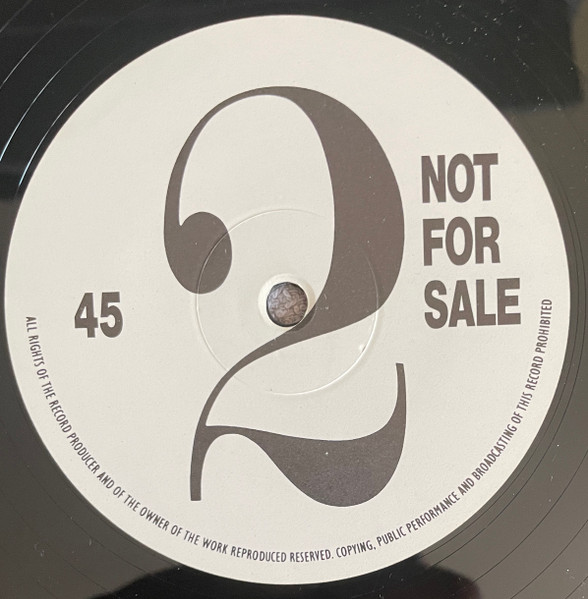 2
NOT
FOR
SALE
45
ALL RIGHTS OF THE RECORD PRODUCER AND OF THE OWNER OF THE WORK REPRODUCED RESERVED. COPYING, PUBLIC PERFORMANCE AND BROADCASTING OF THIS RECORD PROHIBITED